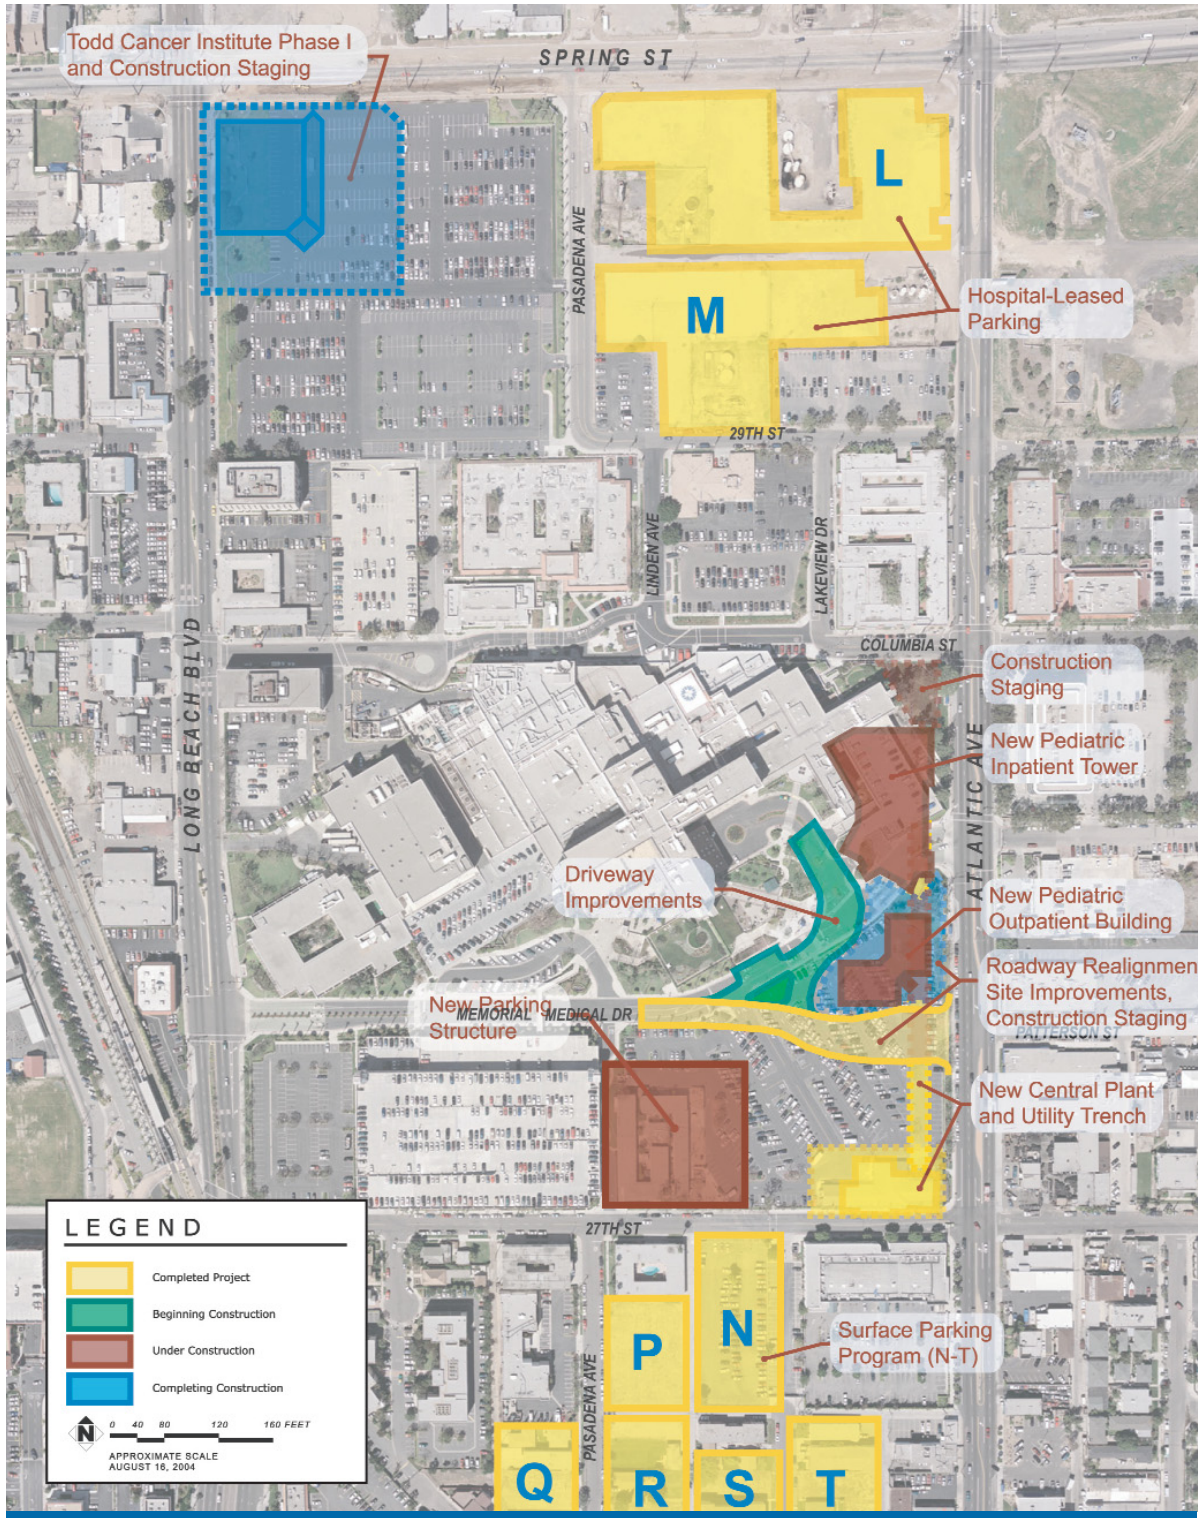 Todd Cancer Institute Phase I
and Construction Staging
SPRING ST
L
PASADENA AVE
M
Hospital-Leased
Parking
29TH ST
LINDEN AVE
LAKEVIEW DR
LONG BEACH BLVD
COLUMBIA ST
Construction
Staging
ATLANTIC AVE
New Pediatric
Inpatient Tower
Driveway
Improvements
New Pediatric
Outpatient Building
Roadway Realignmen
Site Improvements,
Construction Staging
New Parking
Structure
MEMORIAL MEDICAL DR
PATTERSON ST
New Central Plant
and Utility Trench
27TH ST
N
P
Surface Parking
Program (N-T)
PASADENA AVE
Q
R
S
T
LEGEND
Completed Project
Beginning Construction
Under Construction
Completing Construction
N
0 40 80 120 160 FEET
APPROXIMATE SCALE
AUGUST 16, 2004